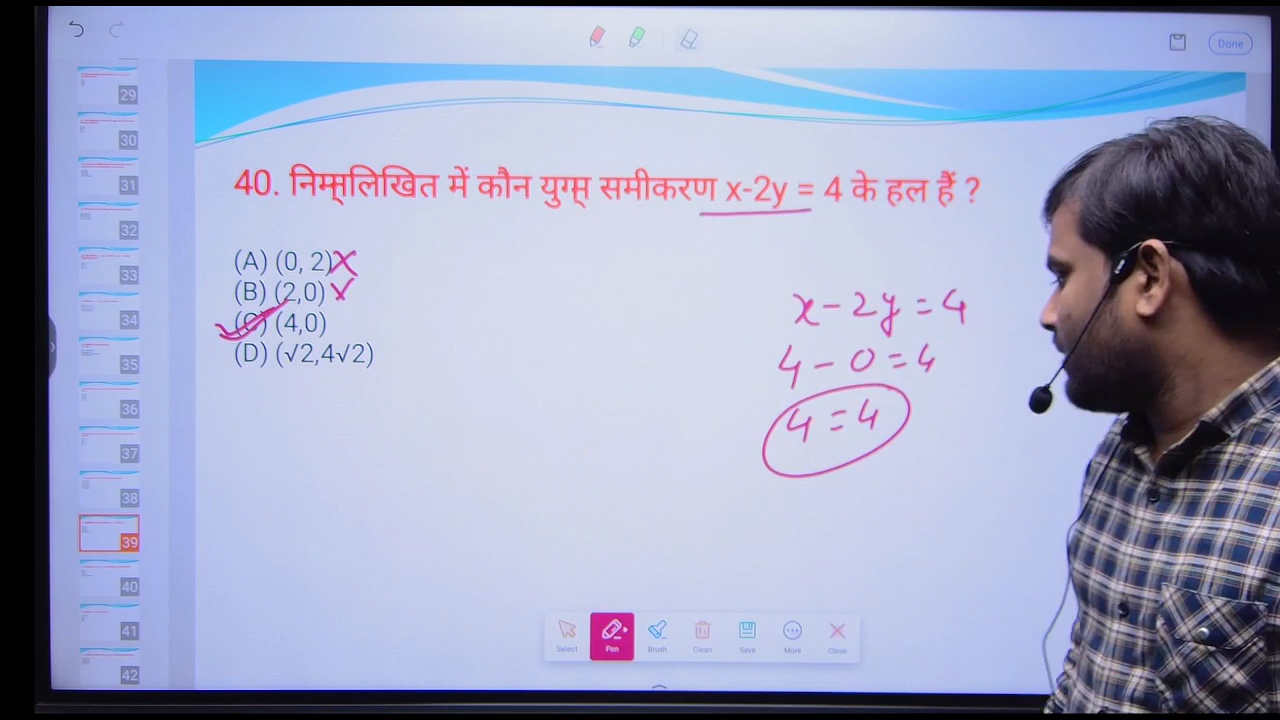 Done
29
30
31
32
33
34
35
36
37
38
39
40
41
42
40. निम्नलिखित में कौन युग्म समीकरण x-2y = 4 के हल हैं ?
(A) (0, 2)
(B) (2,0)
(C) (4,0)
(D) (√2,4√2)
x - 2y = 4
4 - 0 = 4
4 = 4
Select Pen Brush Clean Save More Close